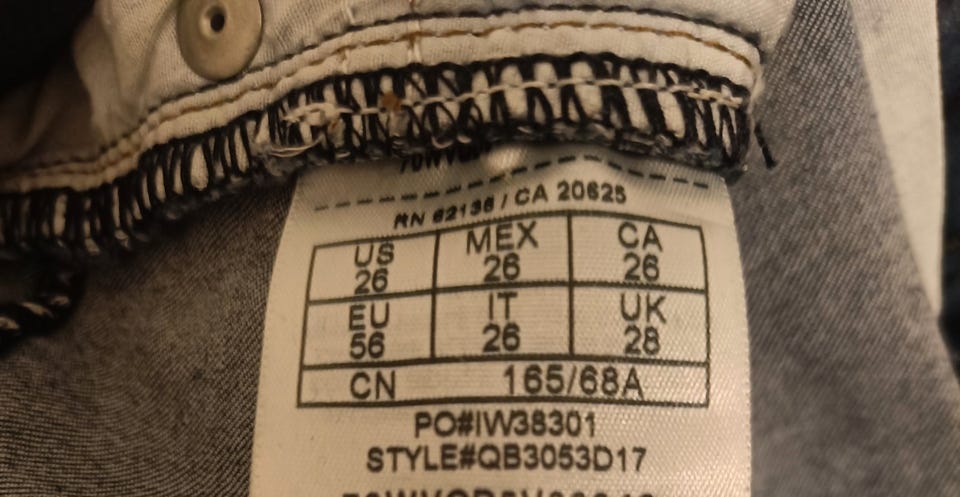 RN 62136 / CA 20625
US MEX CA
26 26 26
EU IT UK
56 26 28
CN 165/68A
PO#IW38301
STYLE#QB3053D17